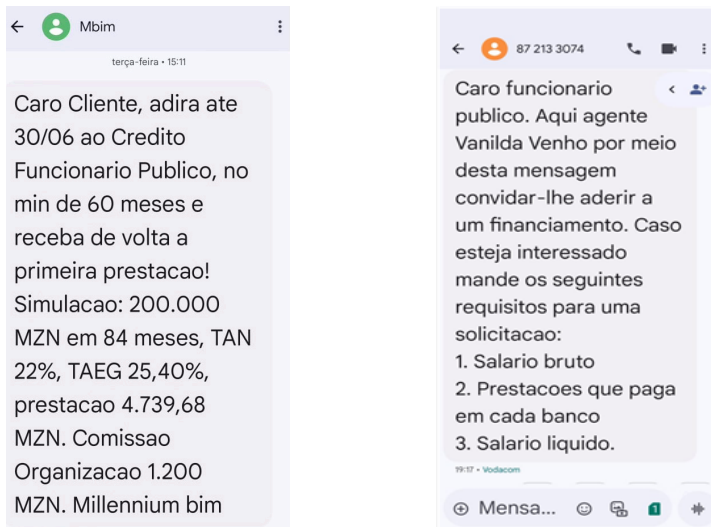 Mbim
terça-feira • 15:11
Caro Cliente, adira ate
30/06 ao Credito
Funcionario Publico, no
min de 60 meses e
receba de volta a
primeira prestacao!
Simulacao: 200.000
MZN em 84 meses, TAN
22%, TAEG 25,40%,
prestacao 4.739,68
MZN. Comissao
Organizacao 1.200
MZN. Millennium bim
87 213 3074
Caro funcionario
publico. Aqui agente
Vanilda Venho por meio
desta mensagem
convidar-lhe aderir a
um financiamento. Caso
esteja interessado
mande os seguintes
requisitos para uma
solicitacao:
1. Salario bruto
2. Prestacoes que paga
em cada banco
3. Salario liquido.
19:17 • Vodacom
Mensa...
1